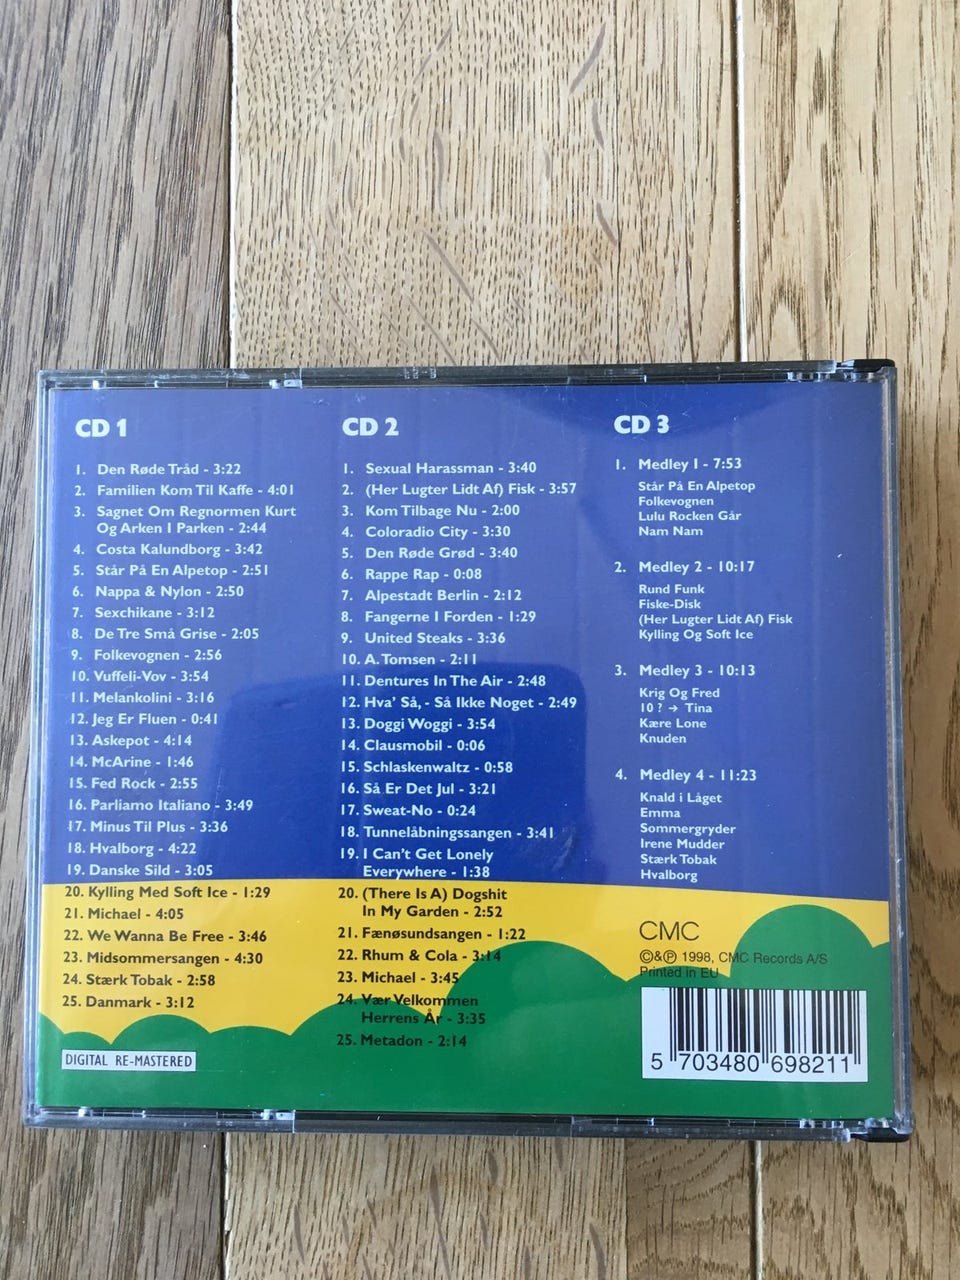 CD 1
1. Den Røde Tråd - 3:22
2. Familien Kom Til Kaffe - 4:01
3. Sagnet Om Regnormen Kurt
Og Arken I Parken - 2:44
4. Costa Kalundborg - 3:42
5. Står På En Alpetop - 2:51
6. Nappa & Nylon - 2:50
7. Sexchikane - 3:12
8. De Tre Små Grise - 2:05
9. Folkevognen - 2:56
10. Vuffeli-Vov - 3:54
11. Melankolini - 3:16
12. Jeg Er Fluen - 0:41
13. Askepot - 4:14
14. McArine - 1:46
15. Fed Rock - 2:55
16. Parliamo Italiano - 3:49
17. Minus Til Plus - 3:36
18. Hvalborg - 4:22
19. Danske Sild - 3:05
20. Kylling Med Soft Ice - 1:29
21. Michael - 4:05
22. We Wanna Be Free - 3:46
23. Midsommersangen - 4:30
24. Stærk Tobak - 2:58
25. Danmark - 3:12
DIGITAL RE-MASTERED
CD 2
1. Sexual Harassman - 3:40
2. (Her Lugter Lidt Af) Fisk - 3:57
3. Kom Tilbage Nu - 2:00
4. Coloradio City - 3:30
5. Den Røde Grød - 3:40
6. Rappe Rap - 0:08
7. Alpestadt Berlin - 2:12
8. Fangerne I Forden - 1:29
9. United Steaks - 3:36
10. A. Tomsen - 2:11
11. Dentures In The Air - 2:48
12. Hva' Så, - Så Ikke Noget - 2:49
13. Doggi Woggi - 3:54
14. Clausmobil - 0:06
15. Schlaskenwaltz - 0:58
16. Så Er Det Jul - 3:21
17. Sweat-No - 0:24
18. Tunnelåbningssangen - 3:41
19. I Can't Get Lonely
Everywhere - 1:38
20. (There Is A) Dogshit
In My Garden - 2:52
21. Fænøsundsangen - 1:22
22. Rhum & Cola - 3:14
23. Michael - 3:45
24. Vær Velkommen
Herrens År - 3:35
25. Metadon - 2:14
CD 3
1. Medley 1 - 7:53
Står På En Alpetop
Folkevognen
Lulu Rocken Går
Nam Nam
2. Medley 2 - 10:17
Rund Funk
Fiske-Disk
(Her Lugter Lidt Af) Fisk
Kylling Og Soft Ice
3. Medley 3 - 10:13
Krig Og Fred
10 ? → Tina
Kære Lone
Knuden
4. Medley 4 - 11:23
Knald i Låget
Emma
Sommergryder
Irene Mudder
Stærk Tobak
Hvalborg
CMC
©&℗ 1998, CMC Records A/S
Printed in EU
5 703480 698211